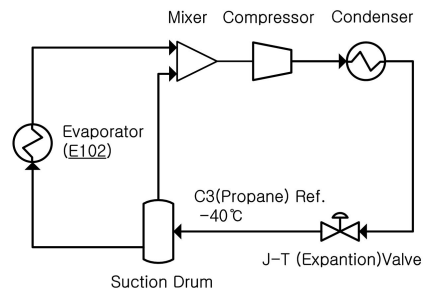 Mixer
Compressor
Condenser
Evaporator
(E102)
C3(Propane) Ref.
-40℃
J-T (Expantion)Valve
Suction Drum